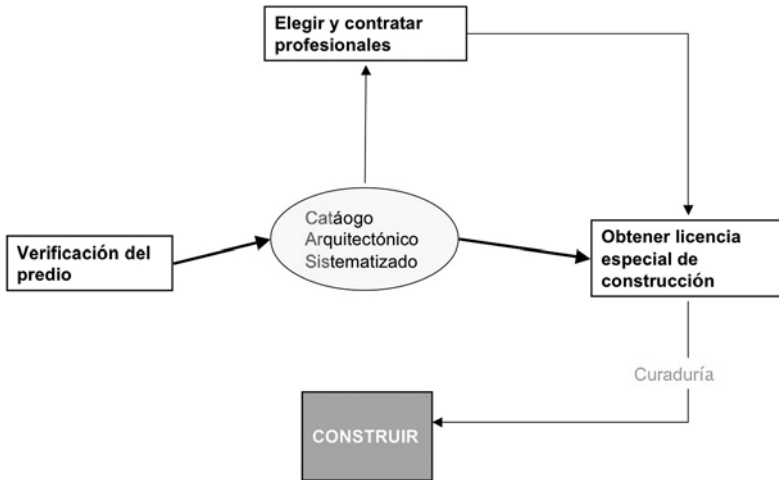 Elegir y contratar
profesionales
Catáogo
Arquitectónico
Sistematizado
Verificación del
predio
Obtener licencia
especial de
construcción
Curaduría
CONSTRUIR